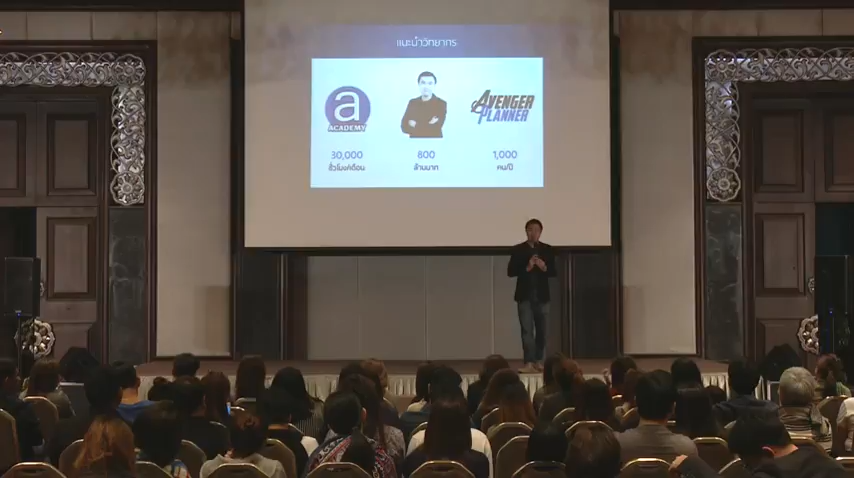 แนะนำวิทยากร
a
ACADEMY
AVENGER
PLANNER
30,000
ชั่วโมง/เดือน
800
ล้านบาท
1,000
คน/ปี